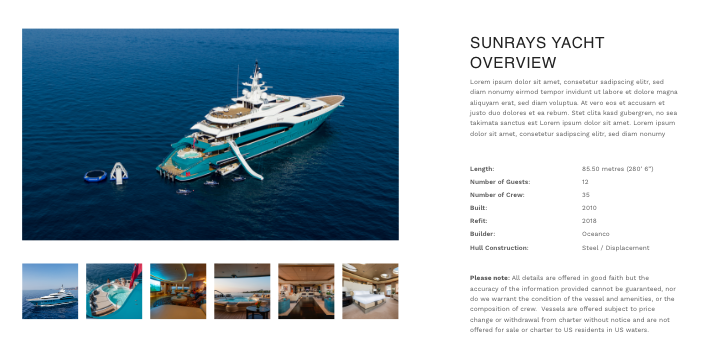 SUNRAYS YACHT
OVERVIEW
Lorem ipsum dolor sit amet, consetetur sadipscing elitr, sed
diam nonumy eirmod tempor invidunt ut labore et dolore magna
aliquyam erat, sed diam voluptua. At vero eos et accusam et
justo duo dolores et ea rebum. Stet clita kasd gubergren, no sea
takimata sanctus est Lorem ipsum dolor sit amet. Lorem ipsum
dolor sit amet, consetetur sadipscing elitr, sed diam nonumy
Length: 85.50 metres (280' 6")
Number of Guests: 12
Number of Crew: 35
Built: 2010
Refit: 2018
Builder: Oceanco
Hull Construction: Steel / Displacement
Please note: All details are offered in good faith but the
accuracy of the information provided cannot be guaranteed, nor
do we warrant the condition of the vessel and amenities, or the
composition of crew. Vessels are offered subject to price
change or withdrawal from charter without notice and are not
offered for sale or charter to US residents in US waters.